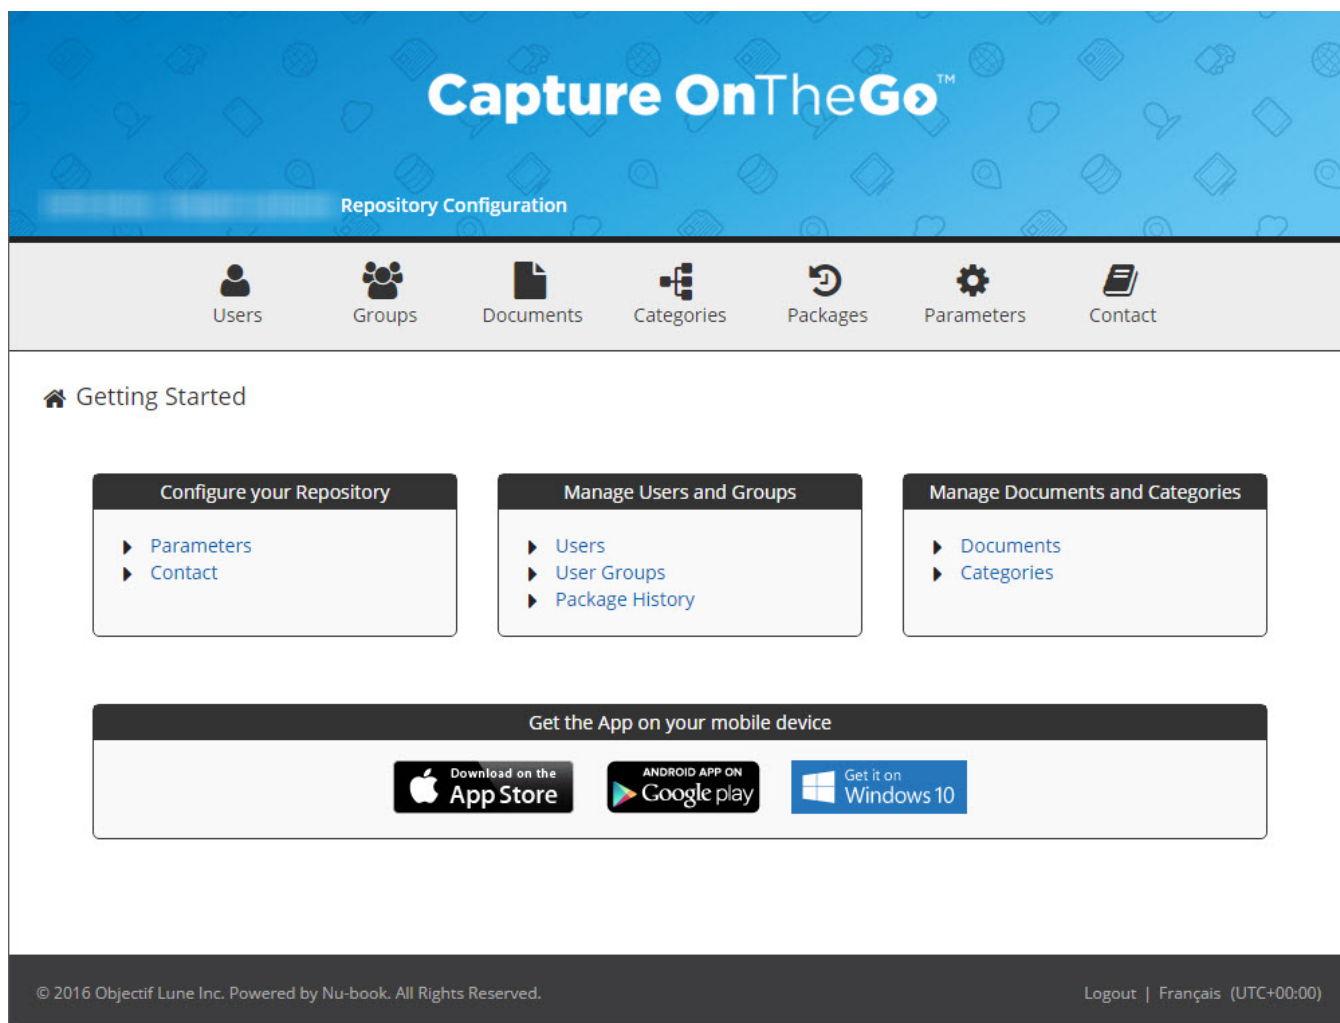 Capture OnTheGo™
Repository Configuration
Users Groups Documents Categories Packages Parameters Contact
Getting Started
Configure your Repository
Parameters
Contact
Manage Users and Groups
Users
User Groups
Package History
Manage Documents and Categories
Documents
Categories
Get the App on your mobile device
Download on the
App Store
ANDROID APP ON
Google play
Get it on
Windows 10
© 2016 Objectif Lune Inc. Powered by Nu-book. All Rights Reserved.
Logout | Français (UTC+00:00)